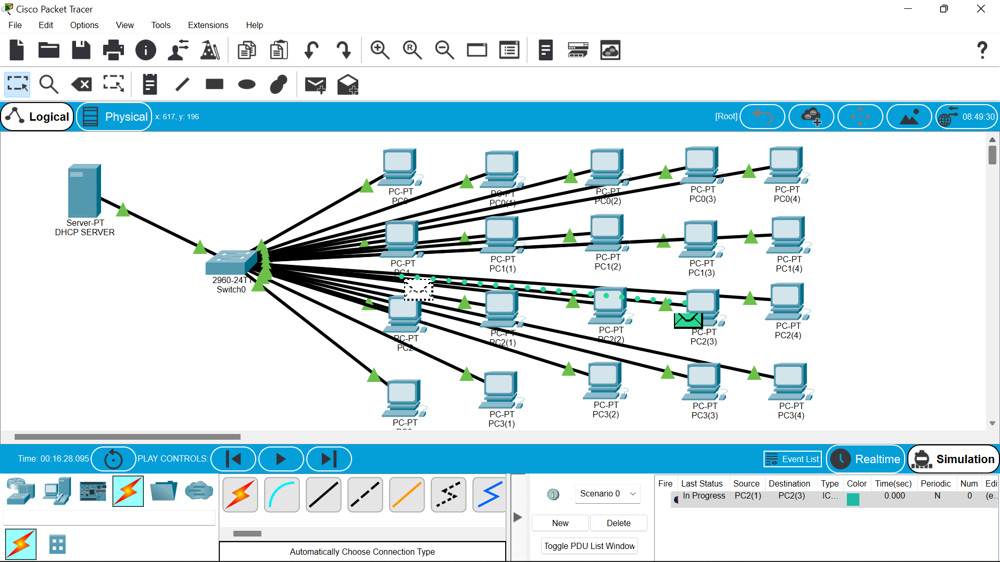 Cisco Packet Tracer
File Edit Options View Tools Extensions Help
Logical Physical x: 617, y: 196 [Root] 08:49:30
PC-PT
PC0
PC-PT
PC0(1)
PC-PT
PC0(2)
PC-PT
PC0(3)
PC-PT
PC0(4)
Server-PT
DHCP SERVER
PC-PT
PC1
PC-PT
PC1(1)
PC-PT
PC1(2)
PC-PT
PC1(3)
PC-PT
PC1(4)
2960-24TT
Switch0
PC-PT
PC2
PC-PT
PC2(1)
PC-PT
PC2(2)
PC-PT
PC2(3)
PC-PT
PC2(4)
PC-PT
PC-PT
PC3(1)
PC-PT
PC3(2)
PC-PT
PC3(3)
PC-PT
PC3(4)
Time: 00:16:28.095 PLAY CONTROLS: Event List Realtime Simulation
Scenario 0
New Delete
Toggle PDU List Window
Fire Last Status Source Destination Type Color Time(sec) Periodic Num Edi
In Progress PC2(1) PC2(3) IC... 0.000 N 0 (e...
Automatically Choose Connection Type